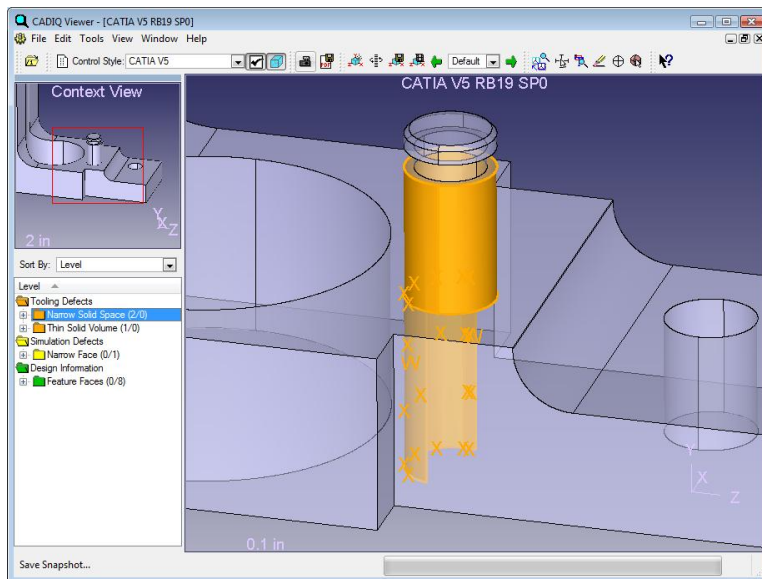 CADIQ Viewer - [CATIA V5 RB19 SP0]
File Edit Tools View Window Help
Control Style: CATIA V5
Default
Context View
2 in
Y
X
Z
Sort By: Level
Level
Tooling Defects
Narrow Solid Space (2/0)
Thin Solid Volume (1/0)
Simulation Defects
Narrow Face (0/1)
Design Information
Feature Faces (0/8)
CATIA V5 RB19 SP0
Y
X
Z
0.1 in
Save Snapshot...